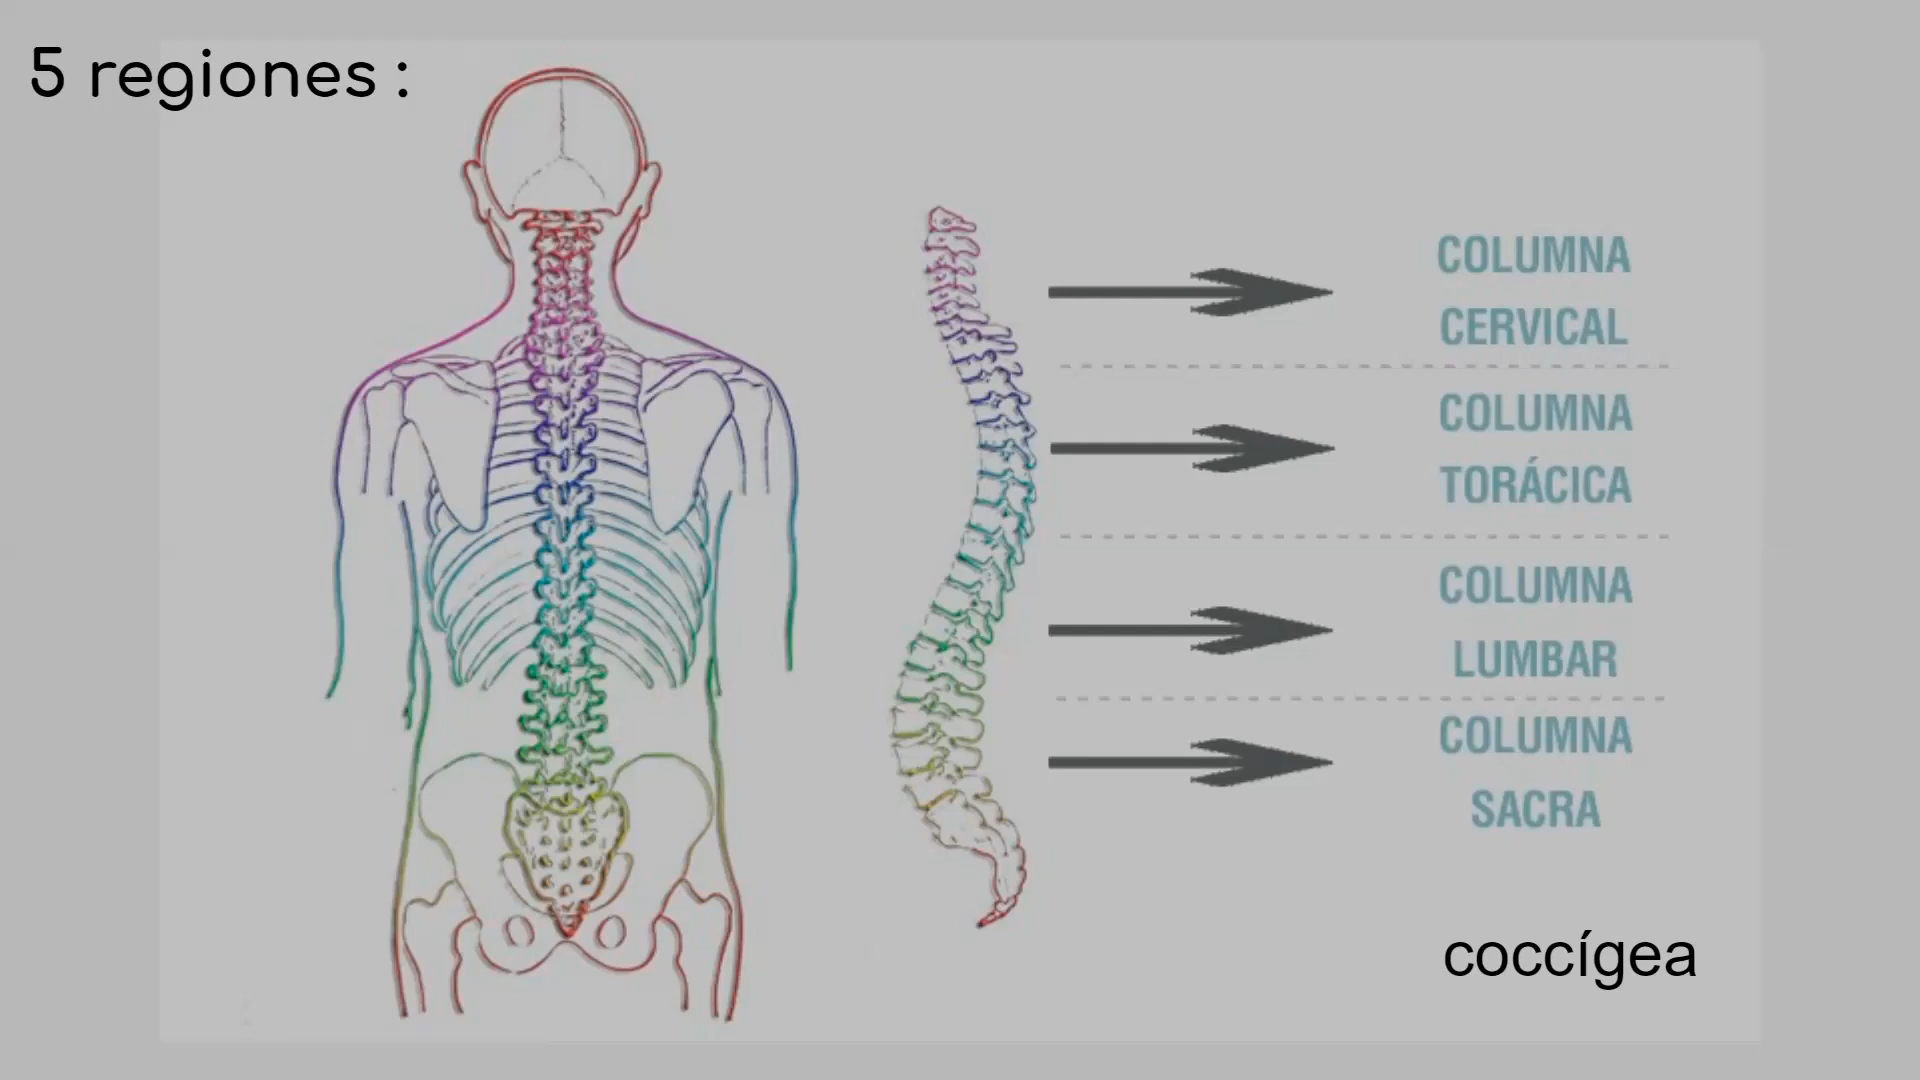 5 regiones :
COLUMNA
CERVICAL
COLUMNA
TORÁCICA
COLUMNA
LUMBAR
COLUMNA
SACRA
coccígea